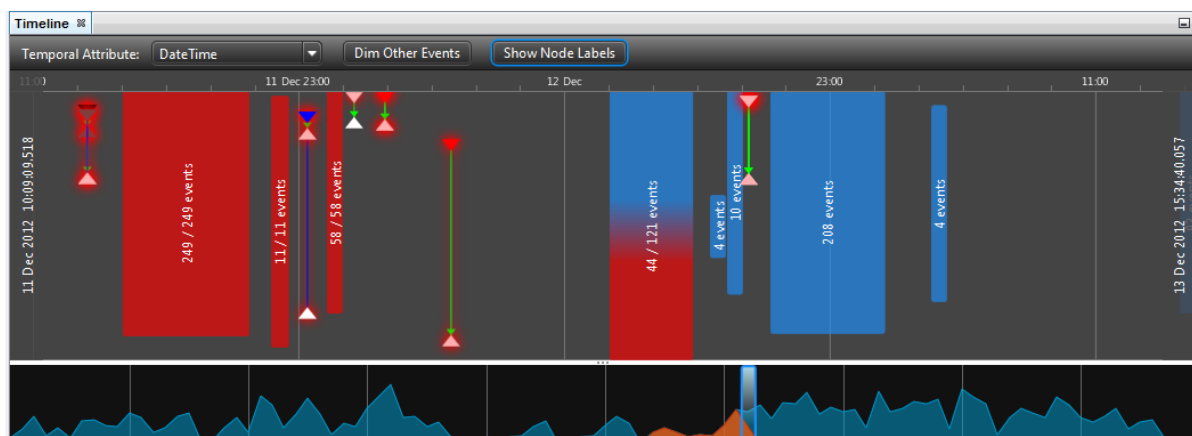 Timeline
Temporal Attribute: DateTime Dim Other Events Show Node Labels
11:00 11 Dec 23:00 12 Dec 23:00 11:00
11 Dec 2012 10:09:09.518
249 / 249 events
11 / 11 events
58 / 58 events
44 / 121 events
4 events
10 events
208 events
4 events
13 Dec 2012 15:34:40.057